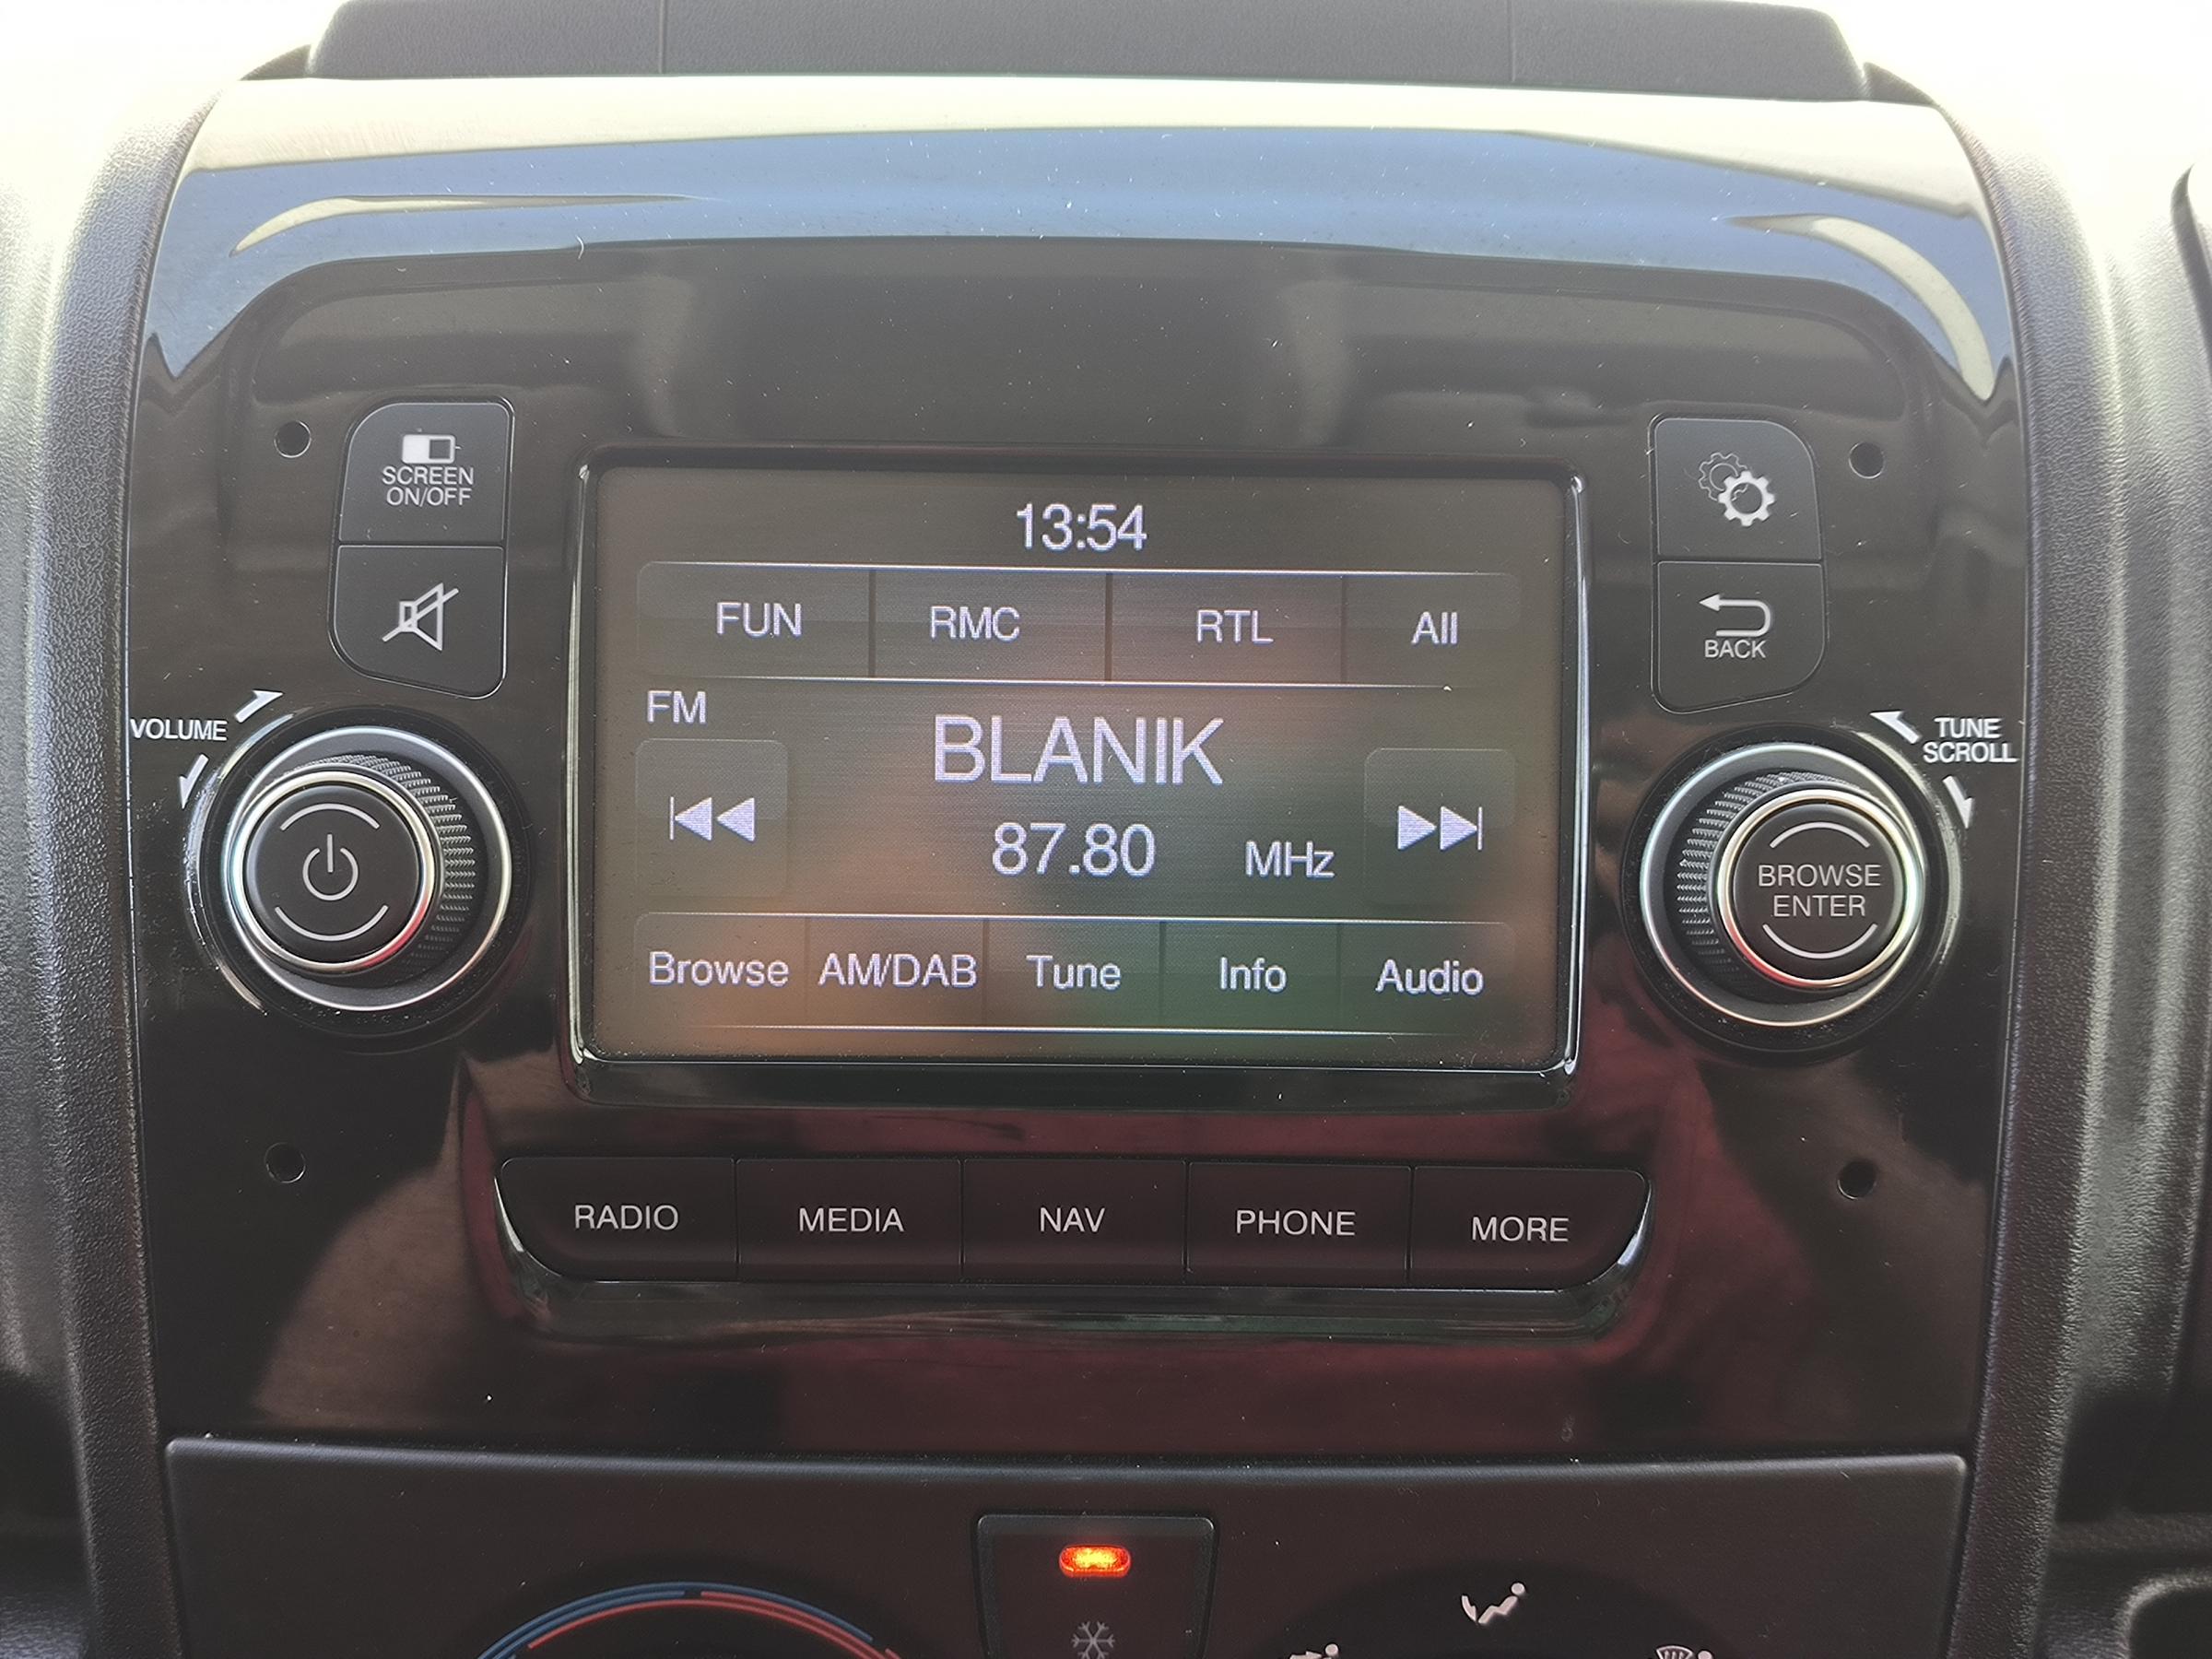 SCREEN
ON/OFF
BACK
VOLUME
TUNE
SCROLL
BROWSE
ENTER
13:54
FUN RMC RTL All
FM
BLANIK
87.80 MHz
Browse AM/DAB Tune Info Audio
RADIO MEDIA NAV PHONE MORE